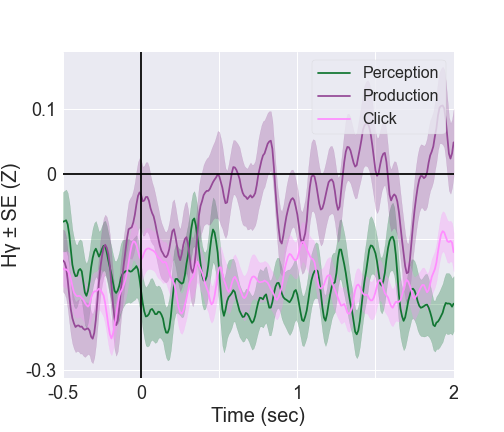 Perception
Production
Click
0.1
0
-0.3
Hγ ± SE (Z)
-0.5
0
1
2
Time (sec)